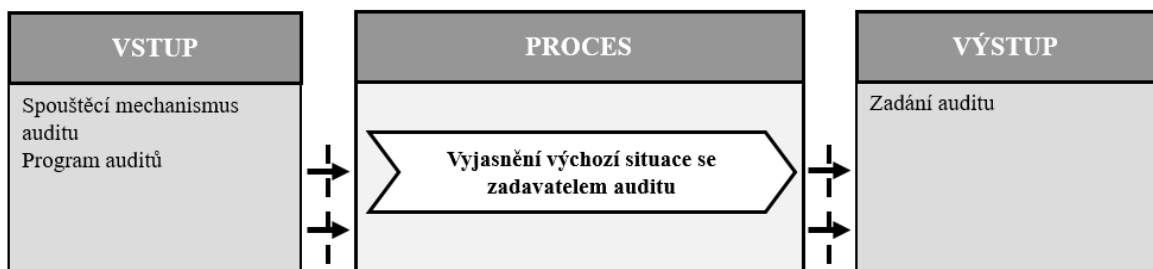 VSTUP
Spouštěcí mechanismus
auditu
Program auditů
PROCES
Vyjasnění výchozí situace se
zadavatelem auditu
VÝSTUP
Zadání auditu